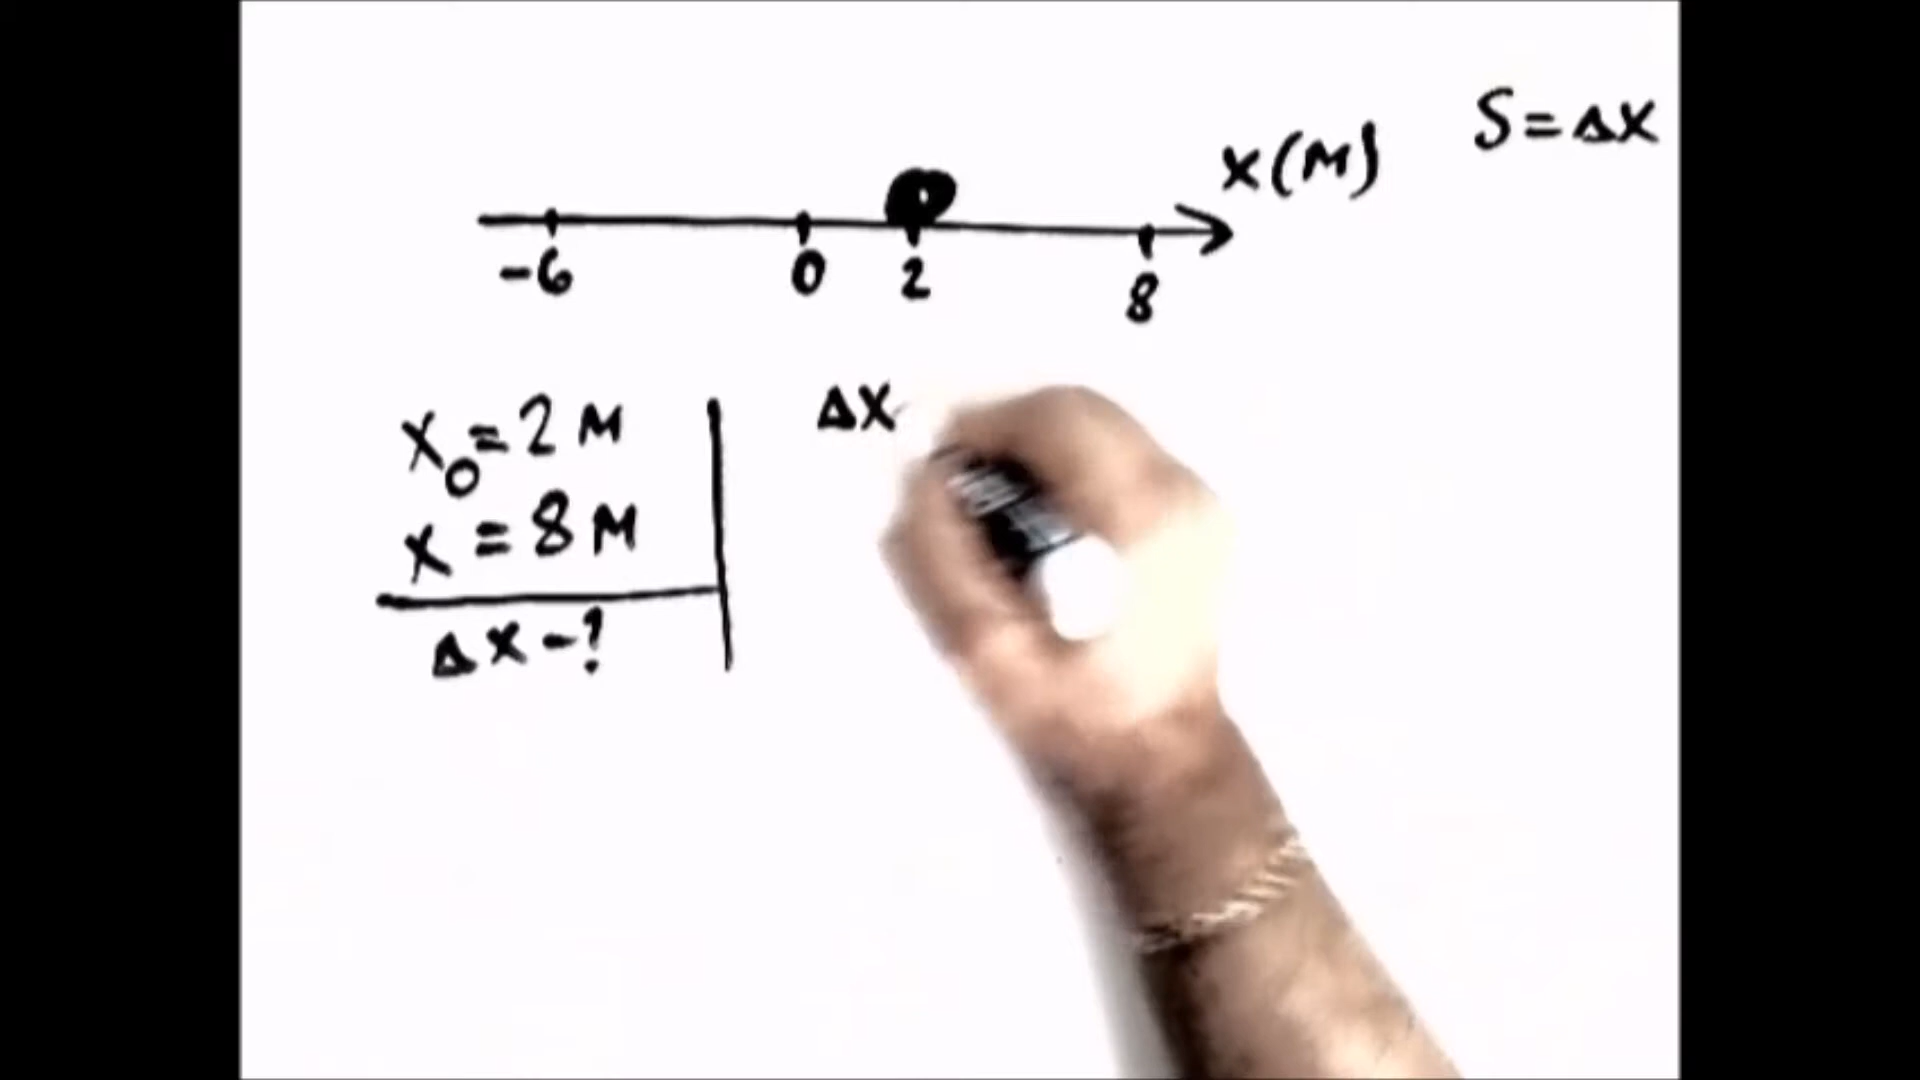 S = Δx
x(м)
-6 0 2 8
x₀ = 2 м
x = 8 м
Δx - ?
Δx